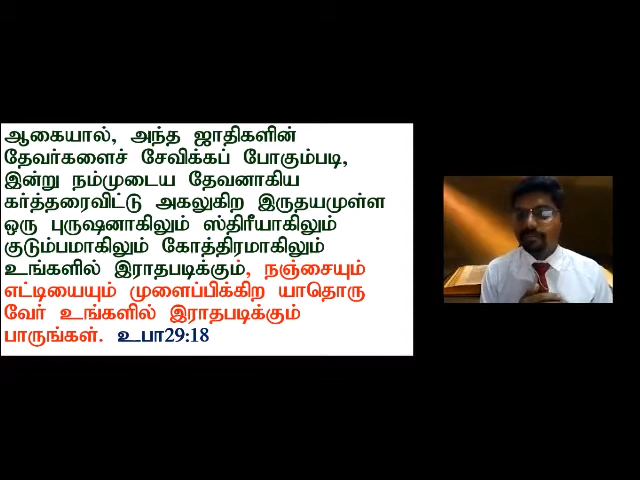 ஆகையால், அந்த ஜாதிகளின்
தேவர்களைச் சேவிக்கப் போகும்படி,
இன்று நம்முடைய தேவனாகிய
கர்த்தரைவிட்டு அகலுகிற இருதயமுள்ள
ஒரு புருஷனாகிலும் ஸ்திரீயாகிலும்
குடும்பமாகிலும் கோத்திரமாகிலும்
உங்களில் இராதபடிக்கும், நஞ்சையும்
எட்டியையும் முளைப்பிக்கிற யாதொரு
வேர் உங்களில் இராதபடிக்கும்
பாருங்கள். உபா29:18